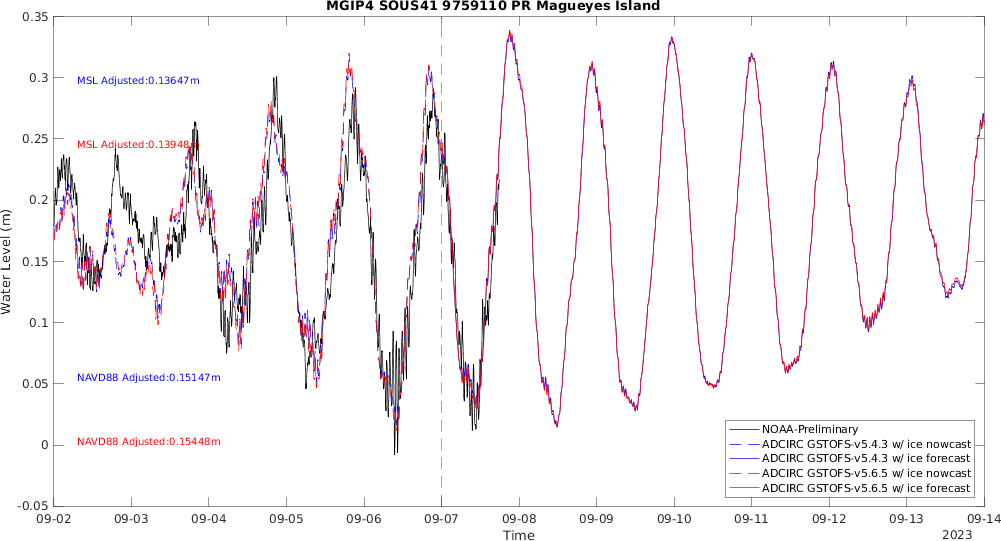 MGIP4 SOUS41 9759110 PR Magueyes Island
0.35
0.3
0.25
0.2
0.15
0.1
0.05
0
-0.05
Water Level (m)
MSL Adjusted:0.13647m
MSL Adjusted:0.13948m
NAVD88 Adjusted:0.15147m
NAVD88 Adjusted:0.15448m
NOAA-Preliminary
ADCIRC GSTOFS-v5.4.3 w/ ice nowcast
ADCIRC GSTOFS-v5.4.3 w/ ice forecast
ADCIRC GSTOFS-v5.6.5 w/ ice nowcast
ADCIRC GSTOFS-v5.6.5 w/ ice forecast
09-02 09-03 09-04 09-05 09-06 09-07 09-08 09-09 09-10 09-11 09-12 09-13 09-14
Time
2023